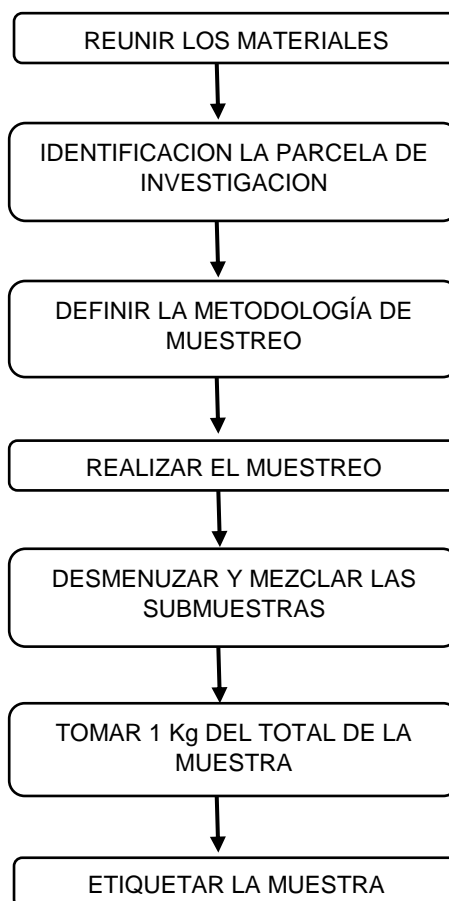 REUNIR LOS MATERIALES
IDENTIFICACION LA PARCELA DE
INVESTIGACION
DEFINIR LA METODOLOGÍA DE
MUESTREO
REALIZAR EL MUESTREO
DESMENUZAR Y MEZCLAR LAS
SUBMUESTRAS
TOMAR 1 Kg DEL TOTAL DE LA
MUESTRA
ETIQUETAR LA MUESTRA